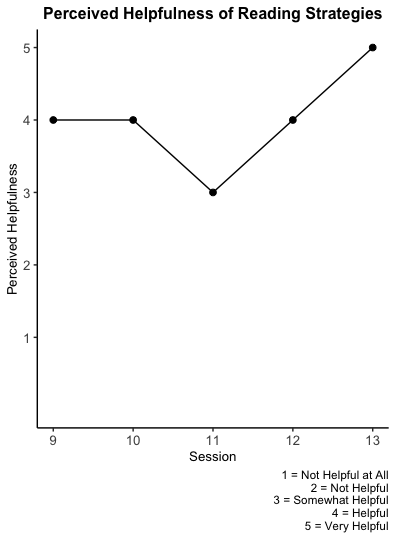 Perceived Helpfulness of Reading Strategies
5
4
3
2
1
Perceived Helpfulness
9 10 11 12 13
Session
1 = Not Helpful at All
2 = Not Helpful
3 = Somewhat Helpful
4 = Helpful
5 = Very Helpful